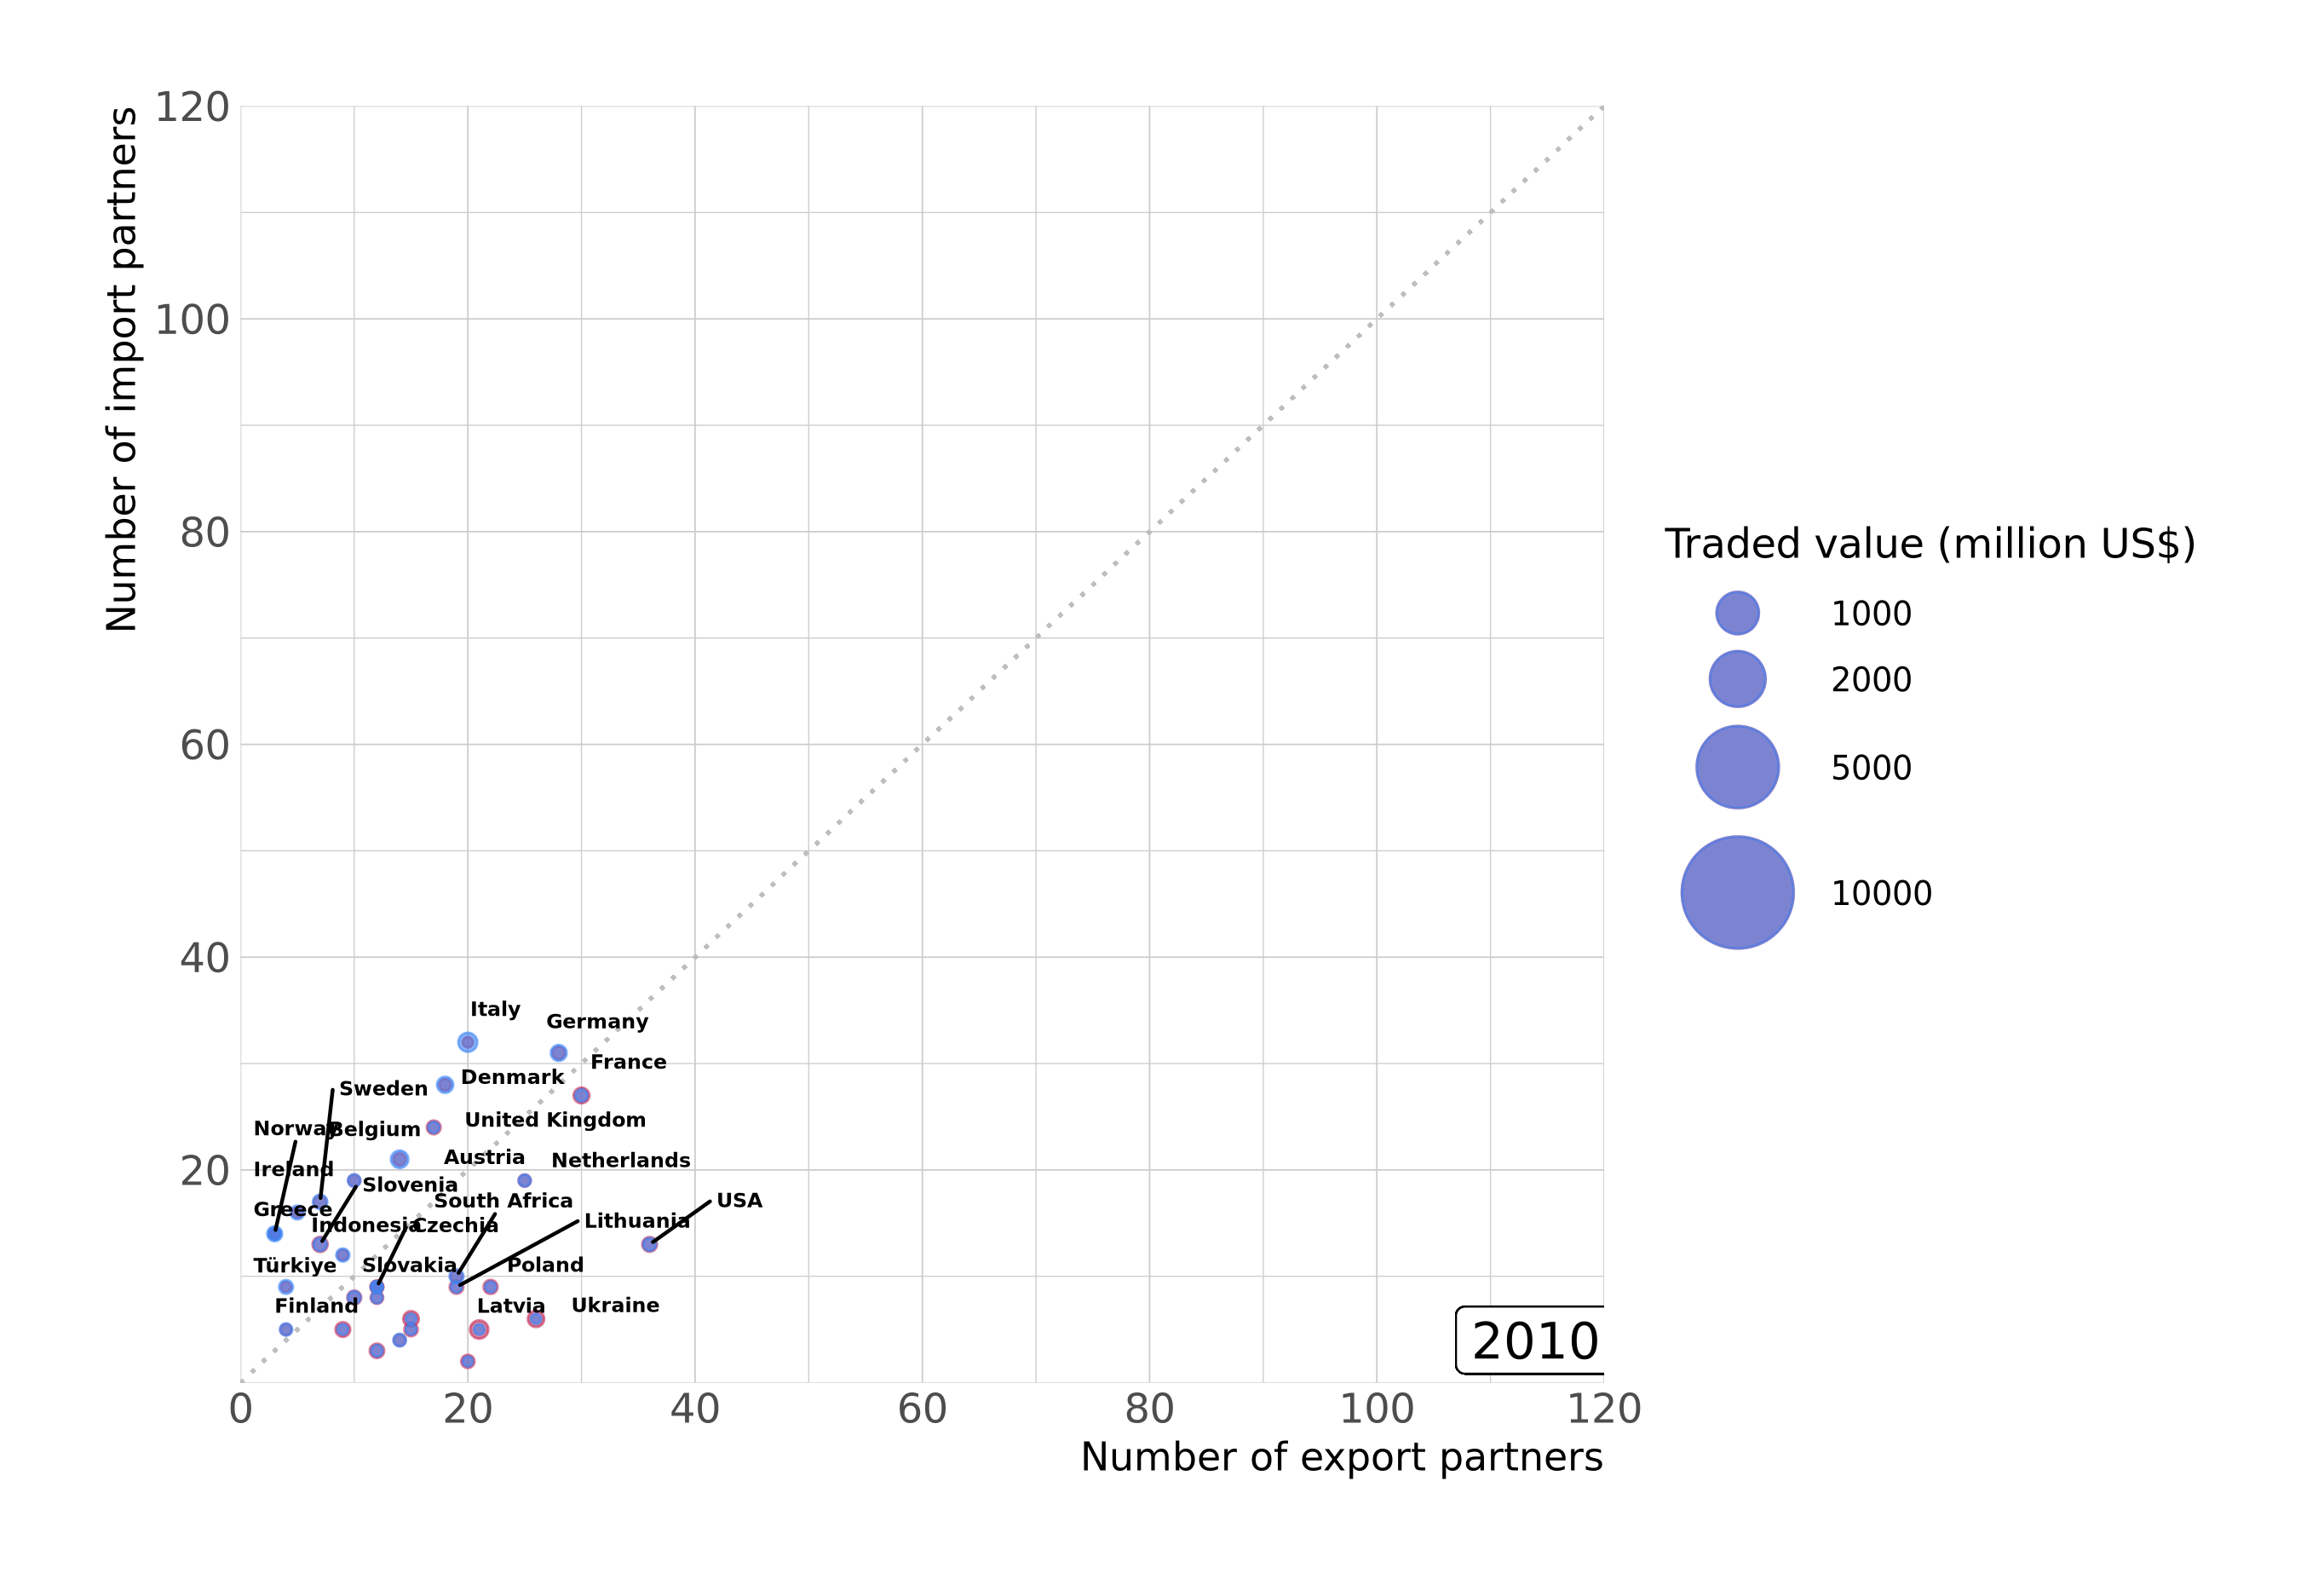 120
100
80
60
40
20
Number of import partners
Italy
Germany
France
Denmark
Sweden
United Kingdom
Norway
Belgium
Austria
Netherlands
Ireland
Slovenia
South Africa
USA
Greece
Indonesia
Czechia
Lithuania
Türkiye
Slovakia
Poland
Finland
Latvia
Ukraine
2010
0
20
40
60
80
100
120
Number of export partners
Traded value (million US$)
1000
2000
5000
10000